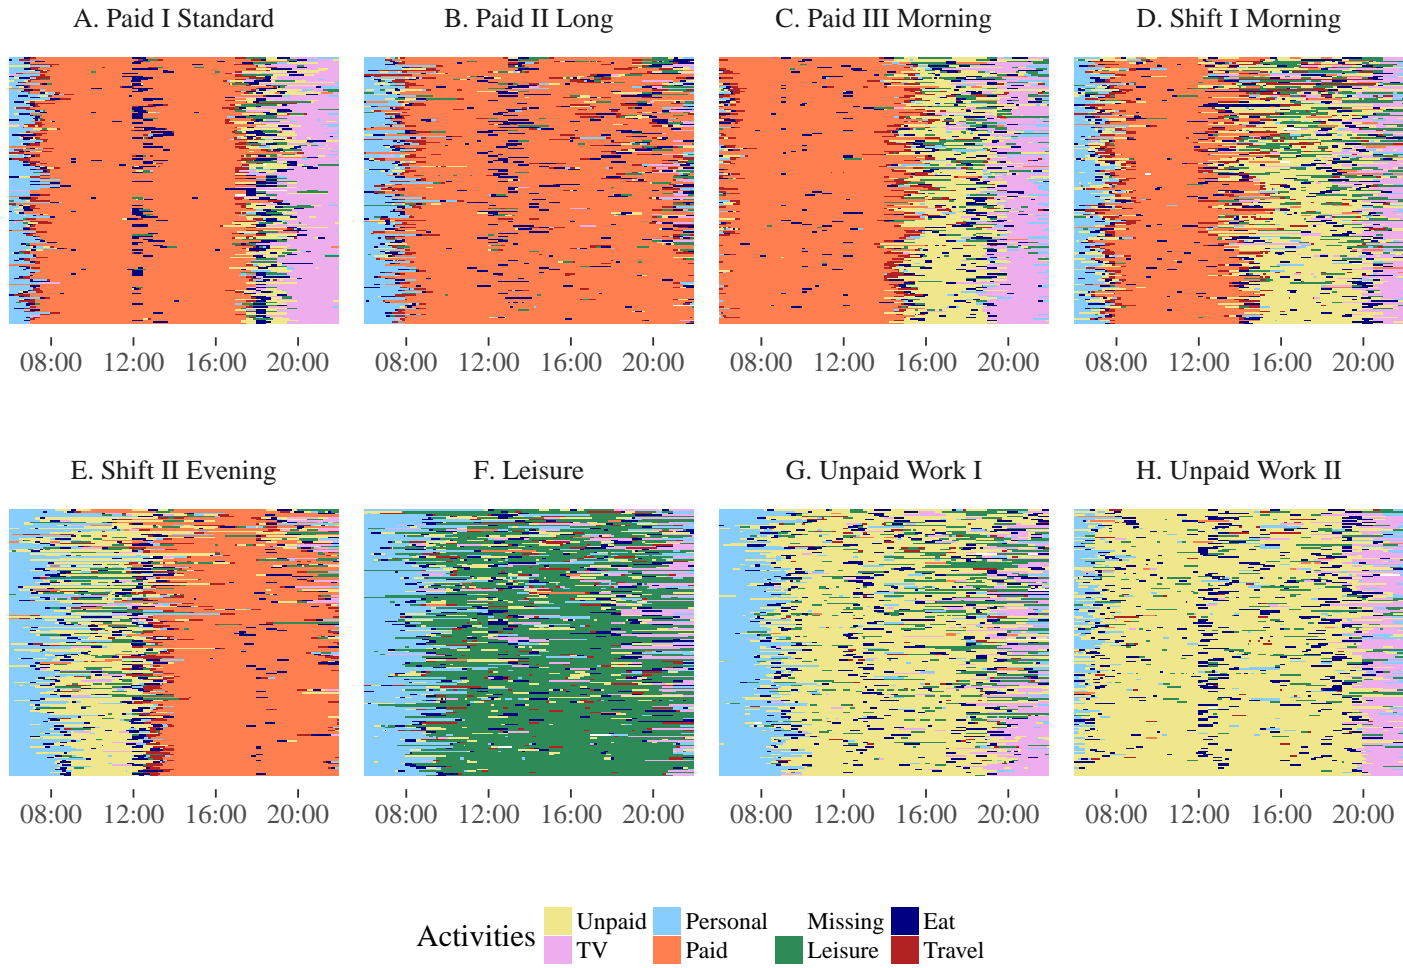 A. Paid I Standard
B. Paid II Long
C. Paid III Morning
D. Shift I Morning
08:00 12:00 16:00 20:00
08:00 12:00 16:00 20:00
08:00 12:00 16:00 20:00
08:00 12:00 16:00 20:00
E. Shift II Evening
F. Leisure
G. Unpaid Work I
H. Unpaid Work II
08:00 12:00 16:00 20:00
08:00 12:00 16:00 20:00
08:00 12:00 16:00 20:00
08:00 12:00 16:00 20:00
Activities
Unpaid Personal Missing Eat
TV Paid Leisure Travel